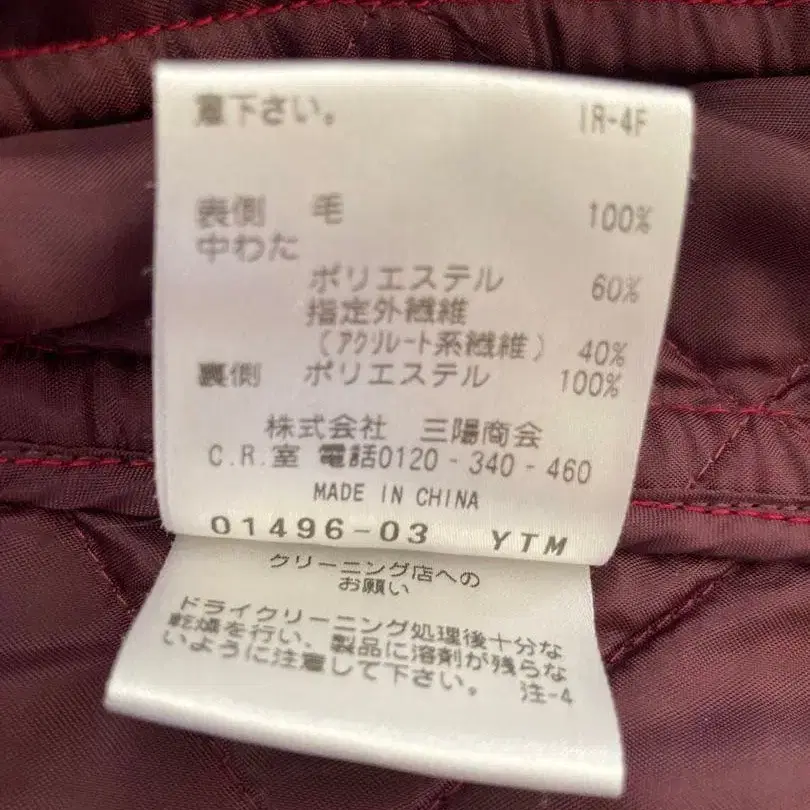 意下さい。 IR-4F
表側 毛 100%
中わた
ポリエステル 60%
指定外繊維
(アクリレート系繊維) 40%
裏側 ポリエステル 100%
株式会社 三陽商会
C.R.室 電話0120-340-460
MADE IN CHINA
01496-03 YTM
クリーニング店への
お願い
ドライクリーニング処理後十分な
乾燥を行い、製品に溶剤が残らな
いように注意して下さい。 注-4